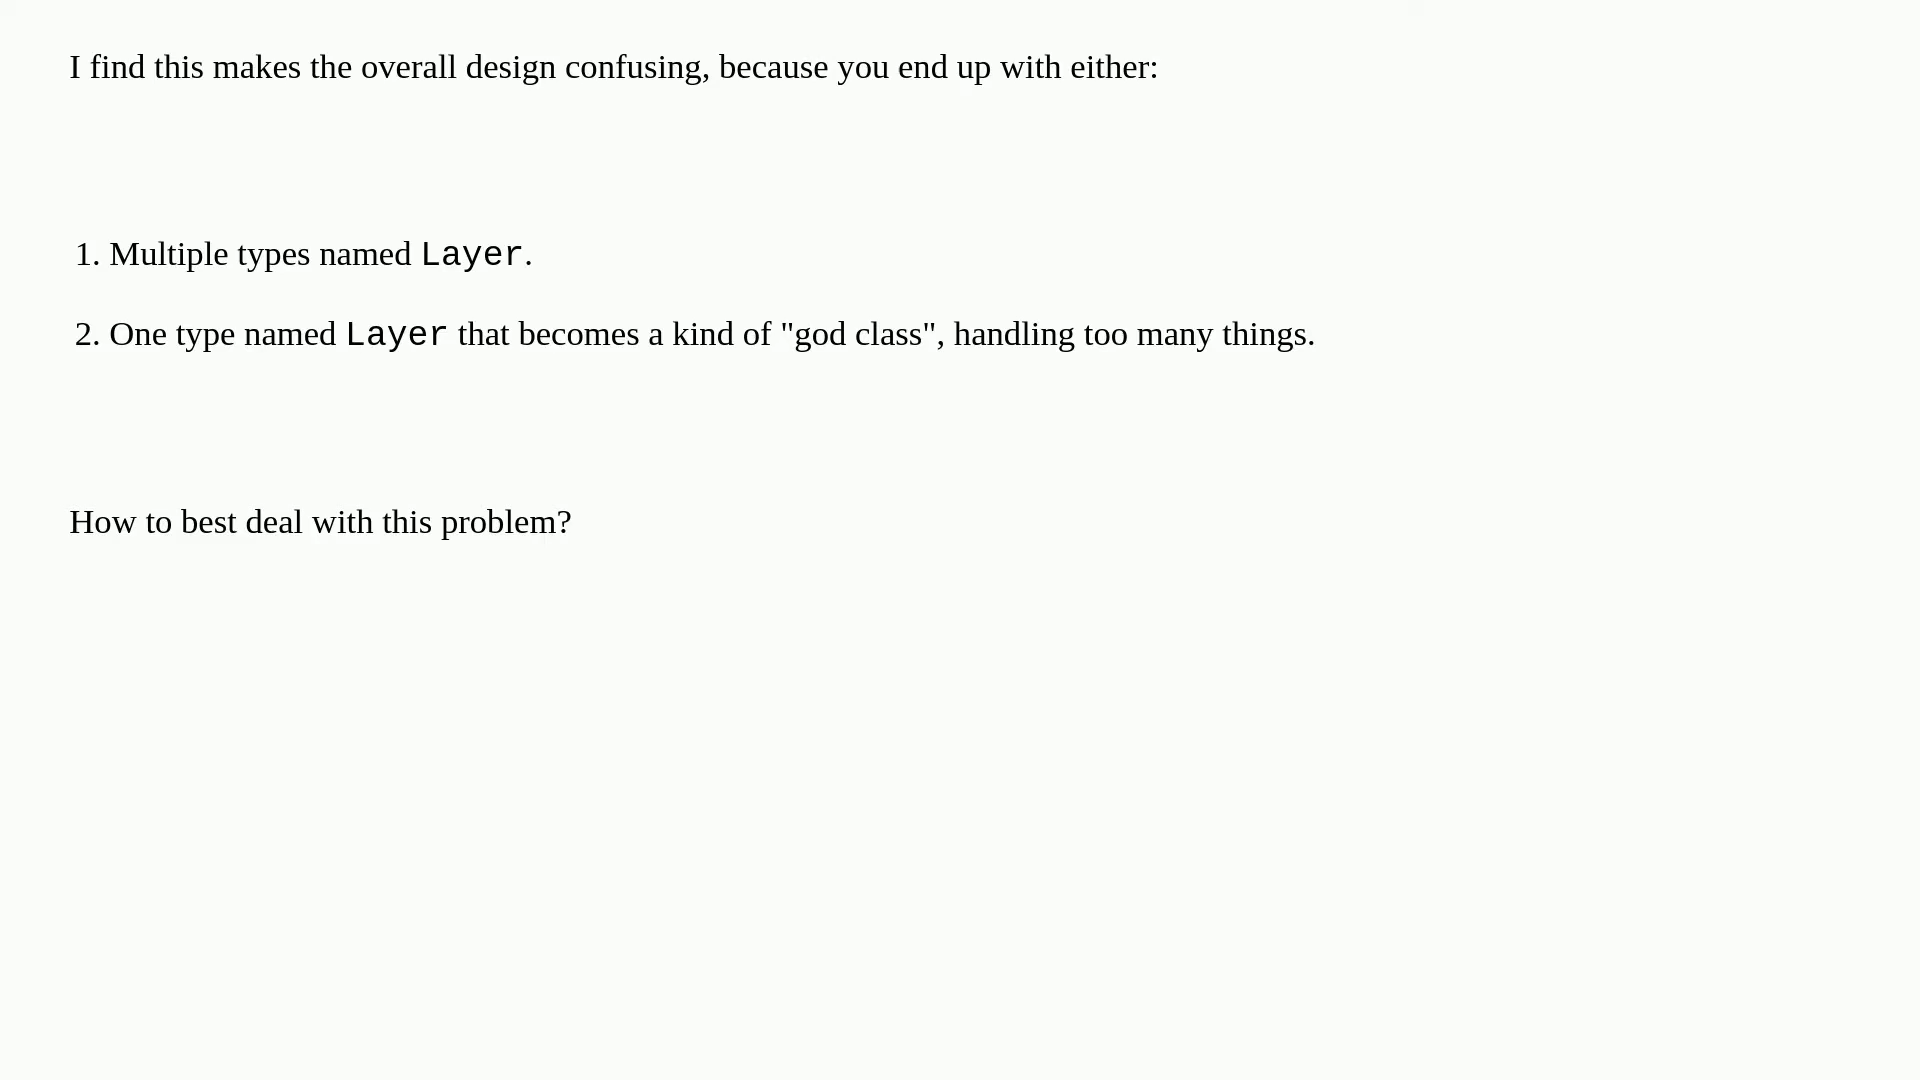 I find this makes the overall design confusing, because you end up with either:
1. Multiple types named Layer.
2. One type named Layer that becomes a kind of "god class", handling too many things.
How to best deal with this problem?